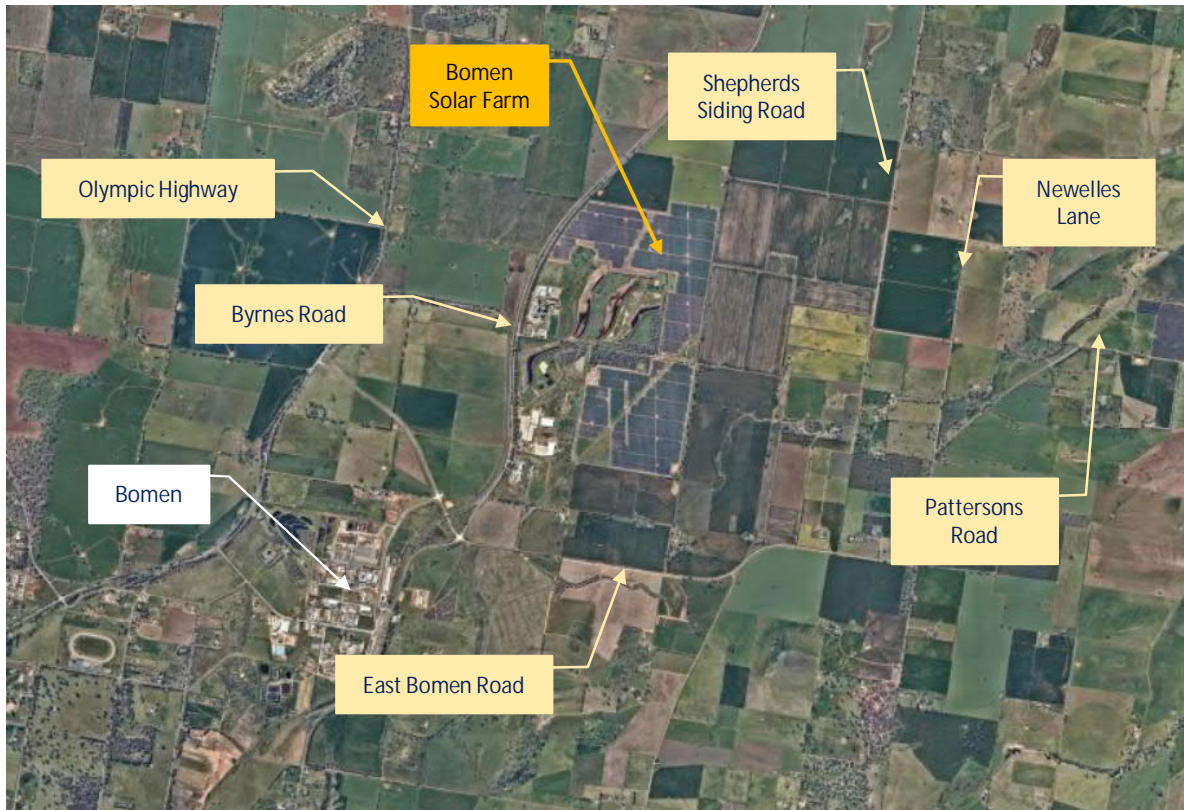 Bomen
Solar Farm
Shepherds
Siding Road
Olympic Highway
Newelles
Lane
Byrnes Road
Bomen
Pattersons
Road
East Bomen Road